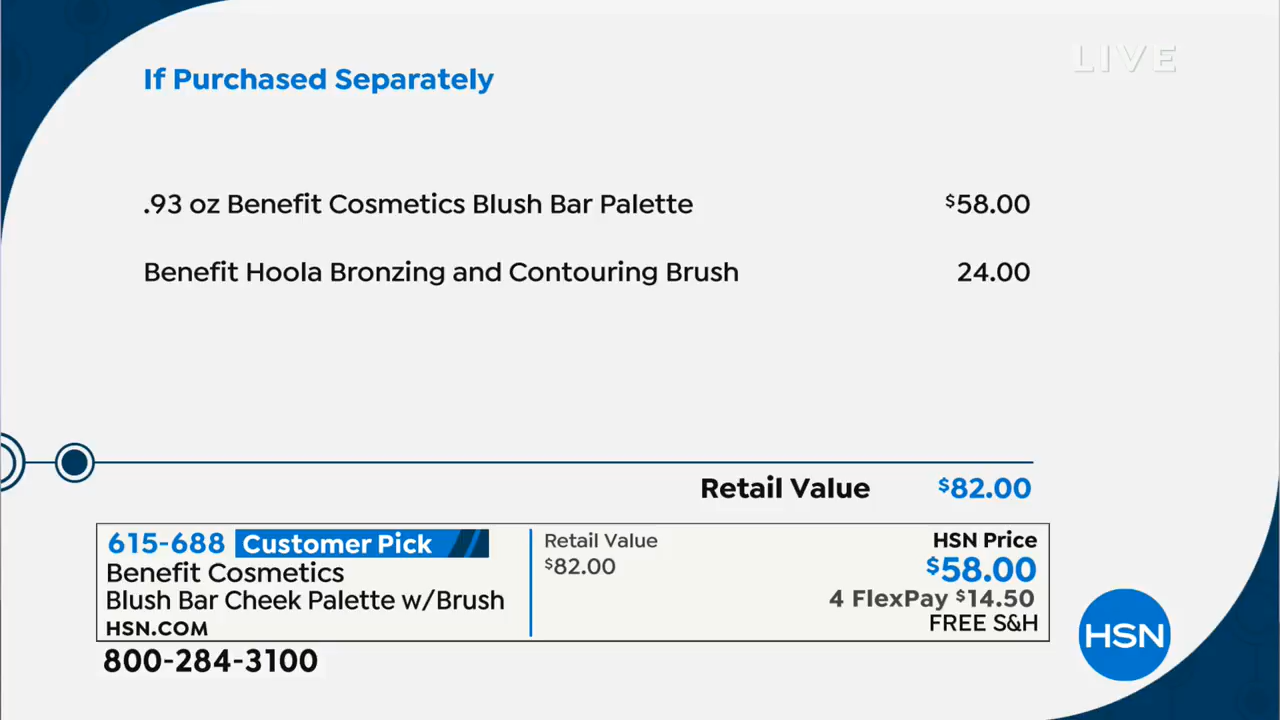 LIVE
If Purchased Separately
.93 oz Benefit Cosmetics Blush Bar Palette $58.00
Benefit Hoola Bronzing and Contouring Brush 24.00
Retail Value $82.00
615-688 Customer Pick
Benefit Cosmetics
Blush Bar Cheek Palette w/Brush
HSN.COM
Retail Value
$82.00
HSN Price
$58.00
4 FlexPay $14.50
FREE S&H
800-284-3100
HSN